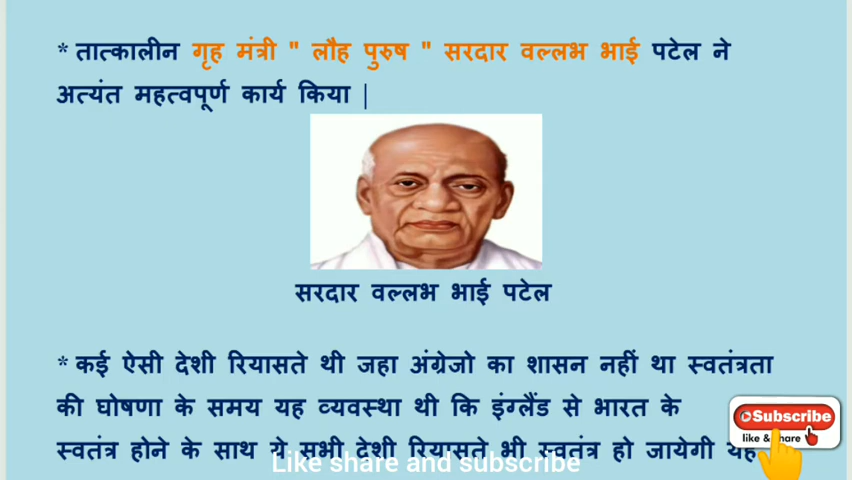 * तात्कालीन गृह मंत्री " लौह पुरुष " सरदार वल्लभ भाई पटेल ने
अत्यंत महत्वपूर्ण कार्य किया |
सरदार वल्लभ भाई पटेल
* कई ऐसी देशी रियासते थी जहा अंग्रेजो का शासन नहीं था स्वतंत्रता
की घोषणा के समय यह व्यवस्था थी कि इंग्लैंड से भारत के
स्वतंत्र होने के साथ ये सभी देशी रियासते भी स्वतंत्र हो जायेगी यह
Subscribe
like & share
Like share and subscribe